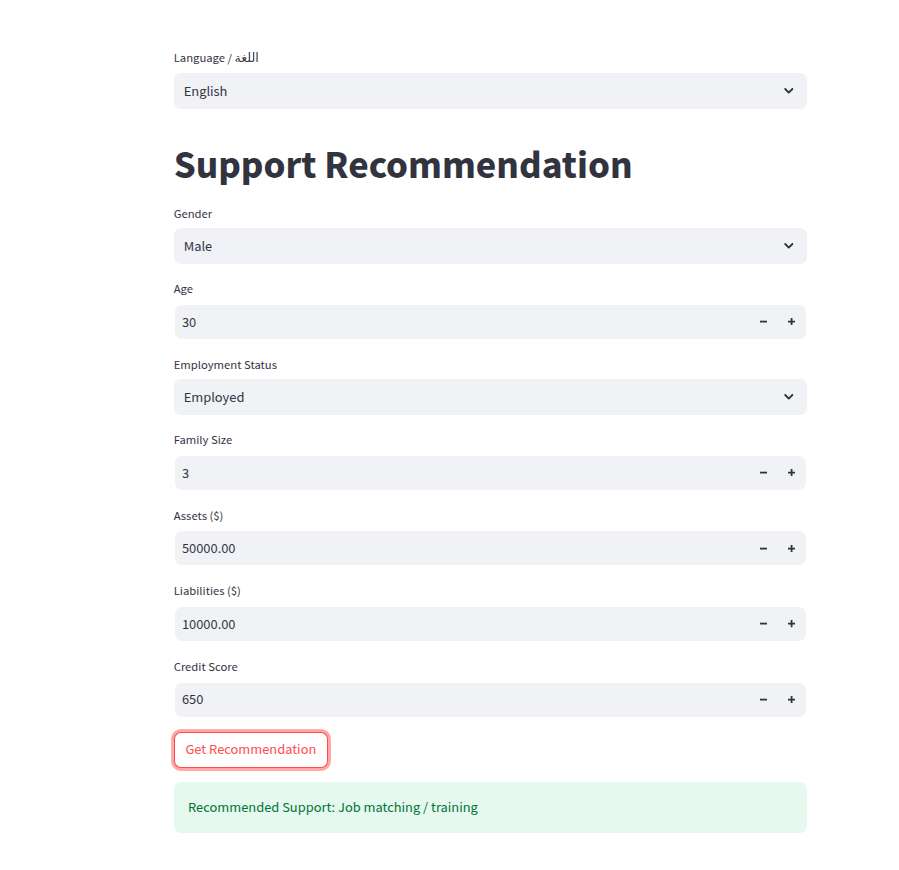 Language / اللغة
English
Support Recommendation
Gender
Male
Age
30
Employment Status
Employed
Family Size
3
Assets ($)
50000.00
Liabilities ($)
10000.00
Credit Score
650
Get Recommendation
Recommended Support: Job matching / training